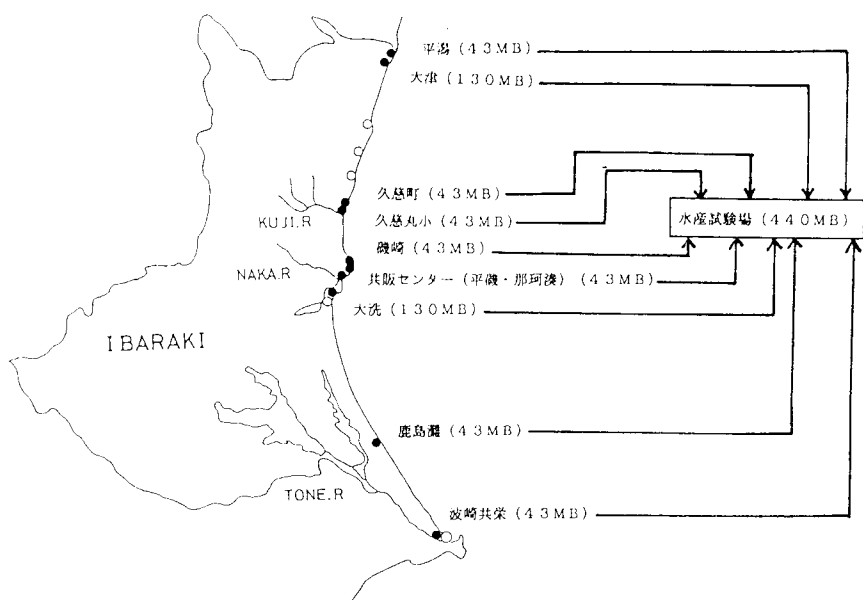 平潟(43MB)
大津(130MB)
久慈町(43MB)
KUJI.R
久慈丸小(43MB)
水産試験場(440MB)
磯崎(43MB)
NAKA.R
共販センター(平磯・那珂湊)(43MB)
大洗(130MB)
IBARAKI
鹿島灘(43MB)
TONE.R
波崎共栄(43MB)